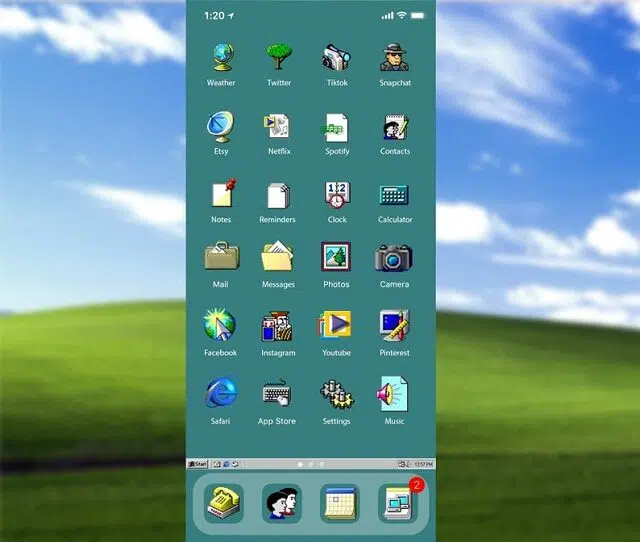 1:20
Weather Twitter Tiktok Snapchat
Etsy Netflix Spotify Contacts
Notes Reminders Clock Calculator
Mail Messages Photos Camera
Facebook Instagram Youtube Pinterest
Safari App Store Settings Music
Start 12:57 PM
2